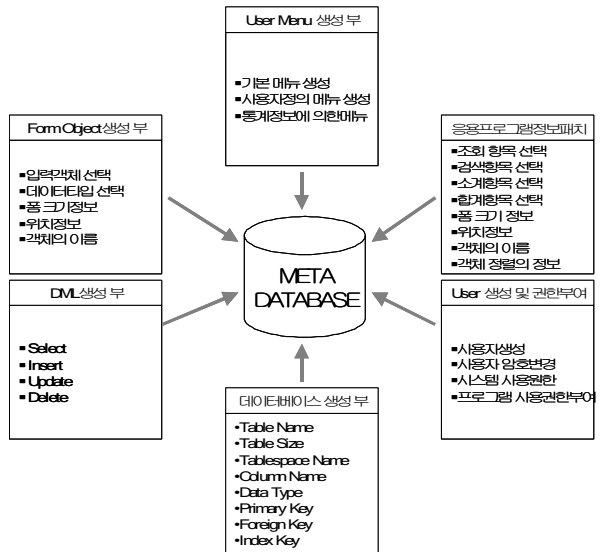 User Menu 생성 부
▪기본 메뉴 생성
▪사용자정의 메뉴 생성
▪통계정보에 의한메뉴
Form Object생성 부
▪입력객체 선택
▪데이터타입 선택
▪폼 크기정보
▪위치정보
▪객체의 이름
응용프로그램정보패치
▪조회 항목 선택
▪검색항목 선택
▪소계항목 선택
▪합계항목 선택
▪폼 크기 정보
▪위치정보
▪객체의 이름
▪객체 정렬의 정보
META
DATABASE
DML생성 부
▪Select
▪Insert
▪Update
▪Delete
User 생성 및 권한부여
▪사용자생성
▪사용자 암호변경
▪시스템 사용원한
▪프로그램 사용권한부여
데이터베이스 생성 부
•Table Name
•Table Size
•Tablespace Name
•Column Name
•Data Type
•Primary Key
•Foreign Key
•Index Key